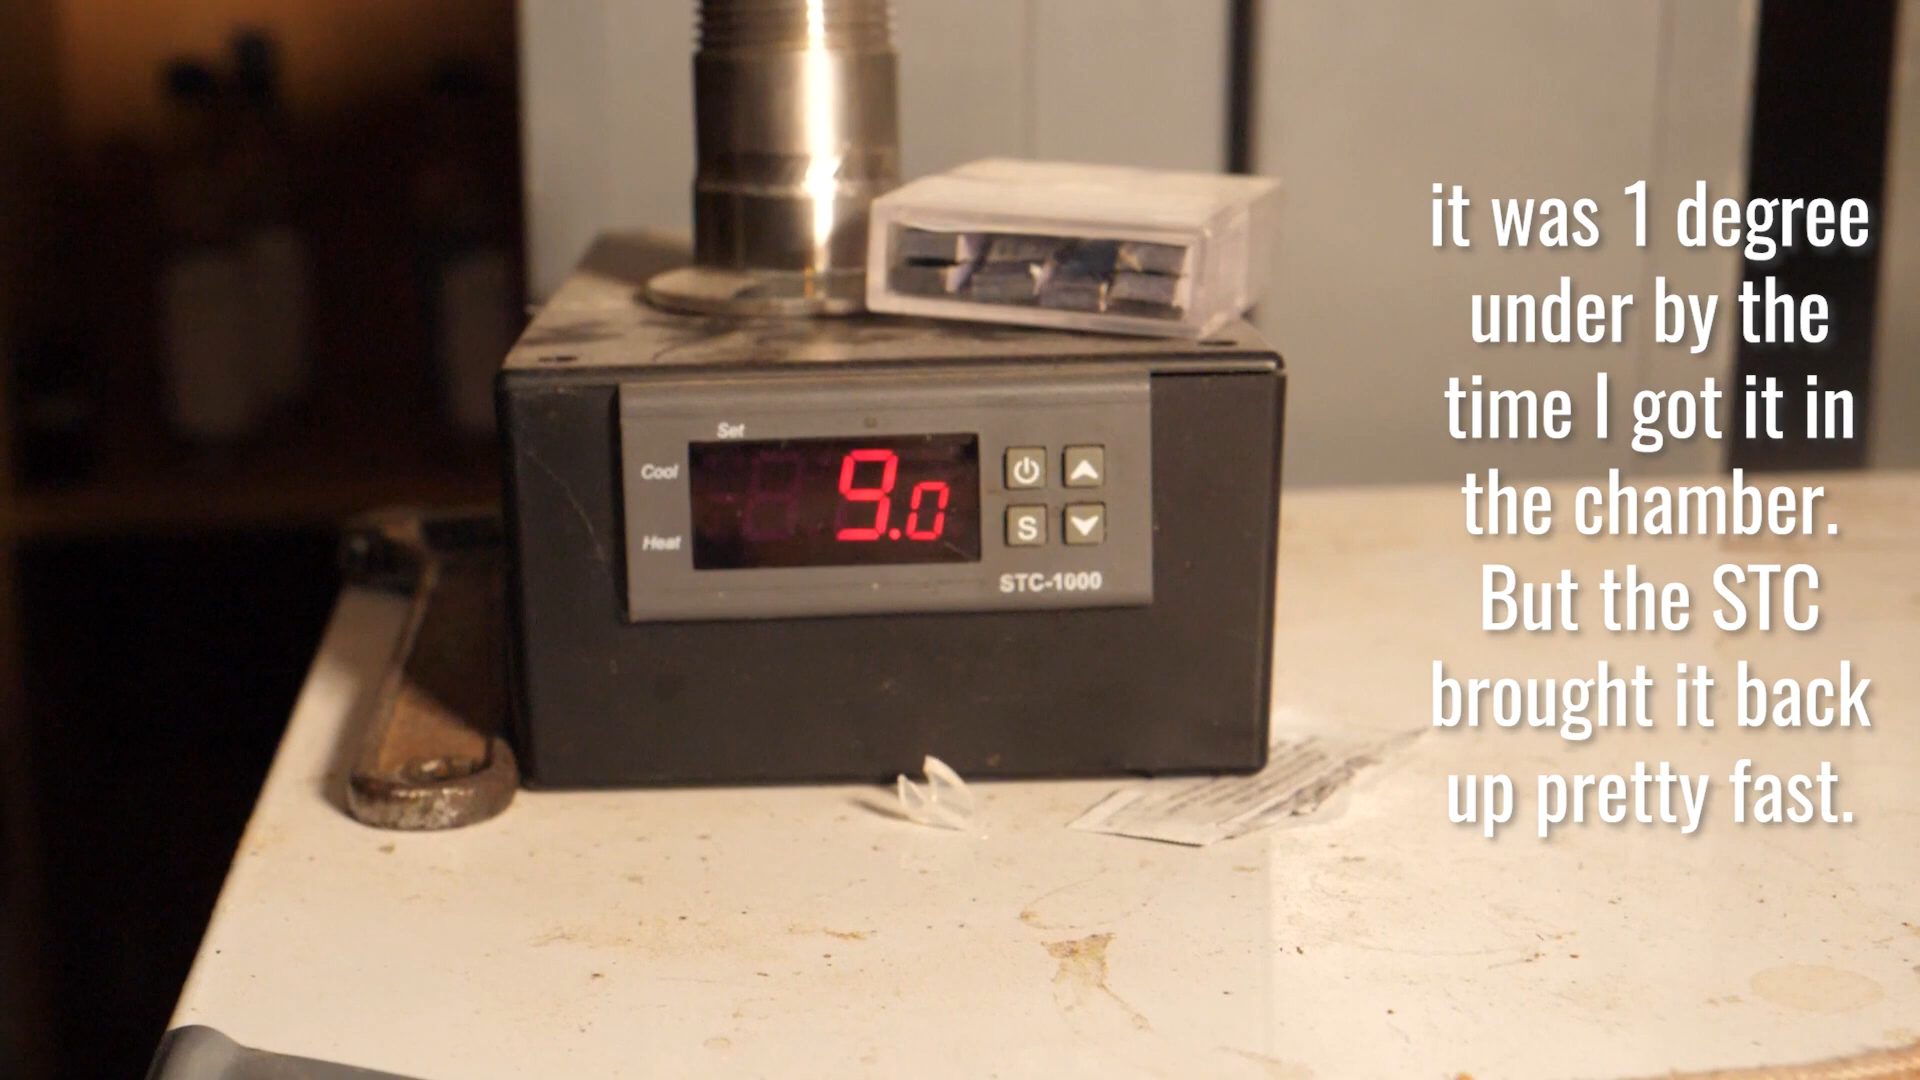 Set
Cool
9.0
Heat
S
STC-1000
it was 1 degree
under by the
time I got it in
the chamber.
But the STC
brought it back
up pretty fast.